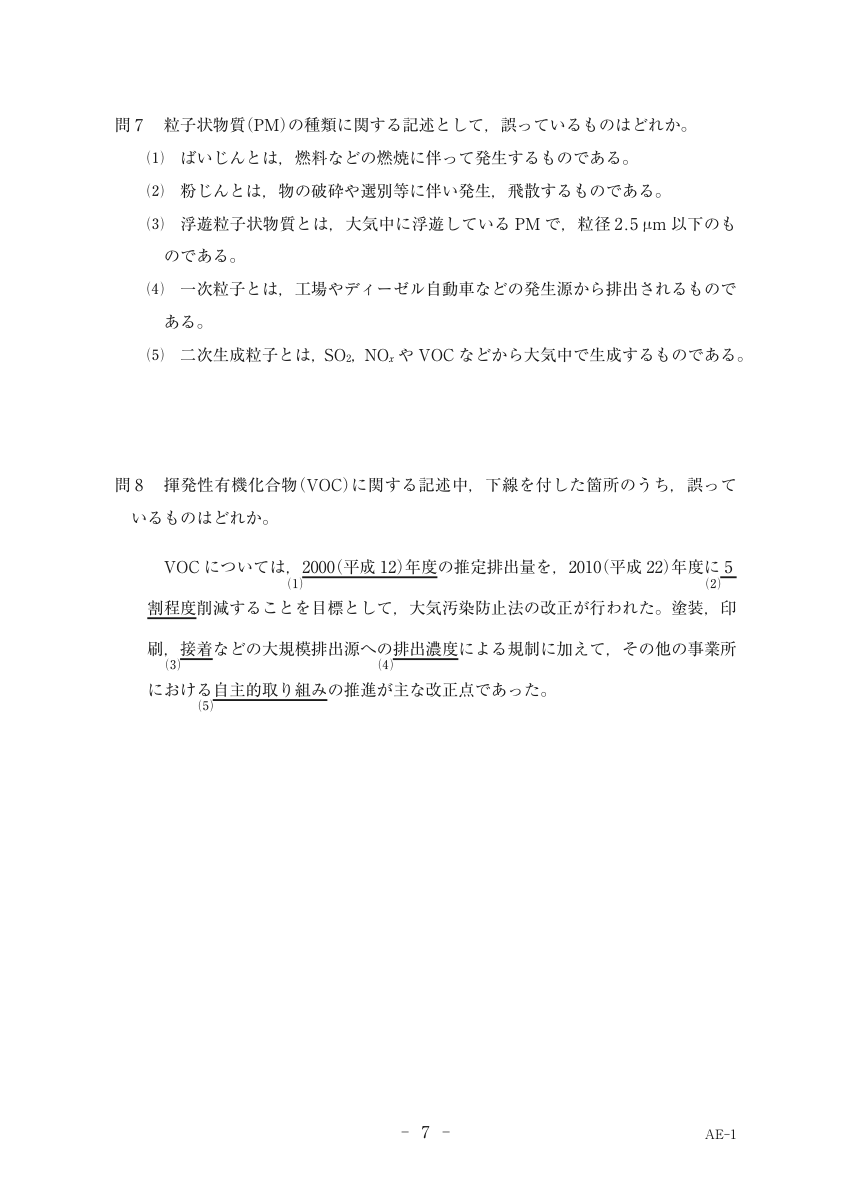 問7 粒子状物質(PM)の種類に関する記述として，誤っているものはどれか。
⑴ ばいじんとは，燃料などの燃焼に伴って発生するものである。
⑵ 粉じんとは，物の破砕や選別等に伴い発生，飛散するものである。
⑶ 浮遊粒子状物質とは，大気中に浮遊している PM で，粒径 2.5 μm 以下のも
のである。
⑷ 一次粒子とは，工場やディーゼル自動車などの発生源から排出されるもので
ある。
⑸ 二次生成粒子とは，SO₂，NOₓ や VOC などから大気中で生成するものである。
問8 揮発性有機化合物(VOC)に関する記述中，下線を付した箇所のうち，誤って
いるものはどれか。
VOC については，2000(平成 12)年度の推定排出量を，2010(平成 22)年度に 5
(1) (2)
割程度削減することを目標として，大気汚染防止法の改正が行われた。塗装，印
刷，接着などの大規模排出源への排出濃度による規制に加えて，その他の事業所
(3) (4)
における自主的取り組みの推進が主な改正点であった。
(5)
- 7 -
AE-1